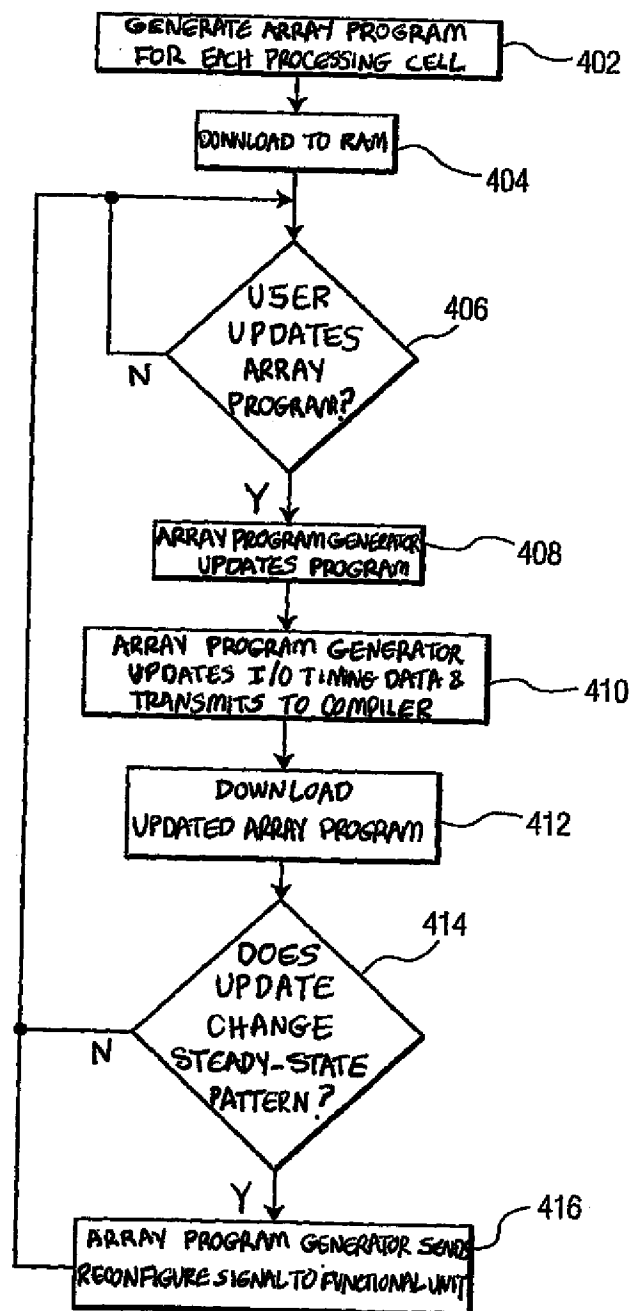 GENERATE ARRAY PROGRAM
FOR EACH PROCESSING CELL
402
DOWNLOAD TO RAM
404
USER
UPDATES
ARRAY
PROGRAM?
406
N
Y
ARRAY PROGRAM GENERATOR
UPDATES PROGRAM
408
ARRAY PROGRAM GENERATOR
UPDATES I/O TIMING DATA &
TRANSMITS TO COMPILER
410
DOWNLOAD
UPDATED ARRAY PROGRAM
412
414
DOES
UPDATE
CHANGE
STEADY-STATE
PATTERN?
N
Y
416
ARRAY PROGRAM GENERATOR SENDS
RECONFIGURE SIGNAL TO FUNCTIONAL UNIT